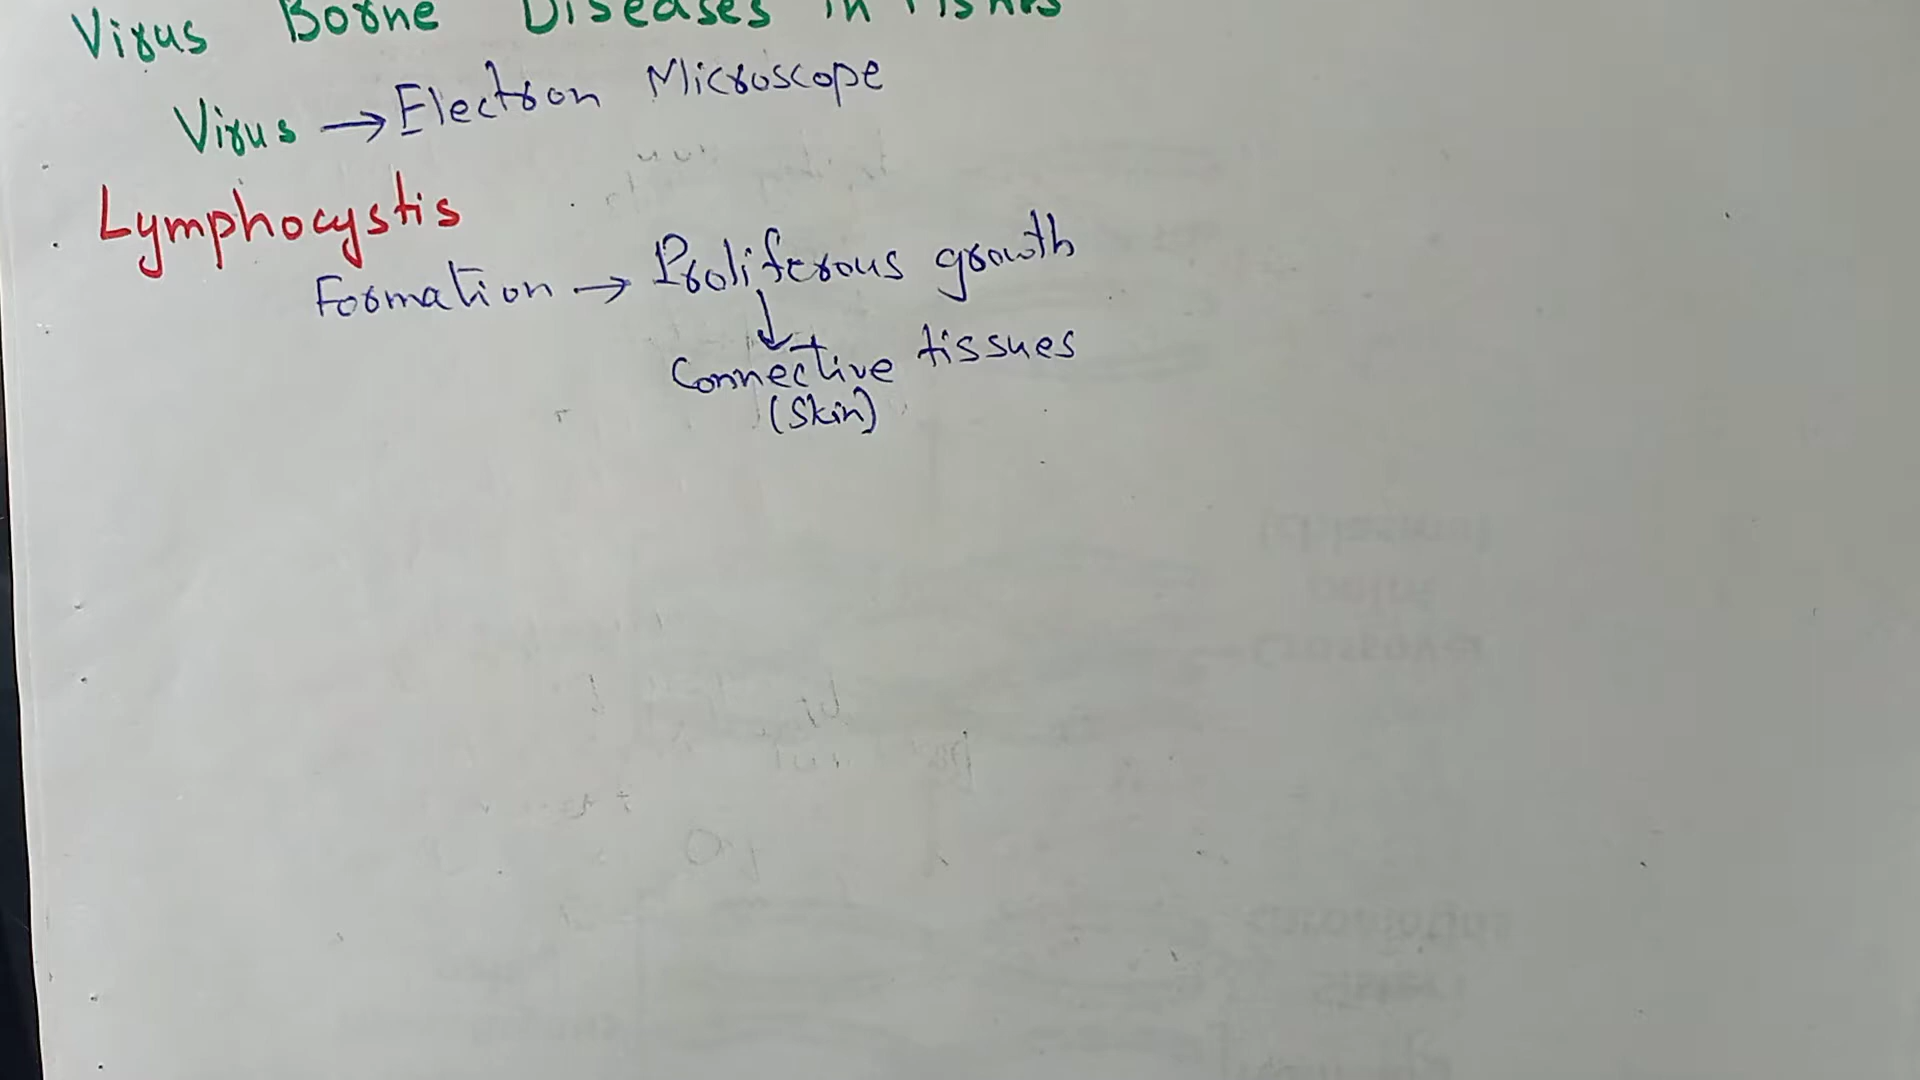 Virus Borne Diseases in Fishes
Virus → Electron Microscope
Lymphocystis
Formation → Proliferous growth
↓
Connective tissues
(Skin)